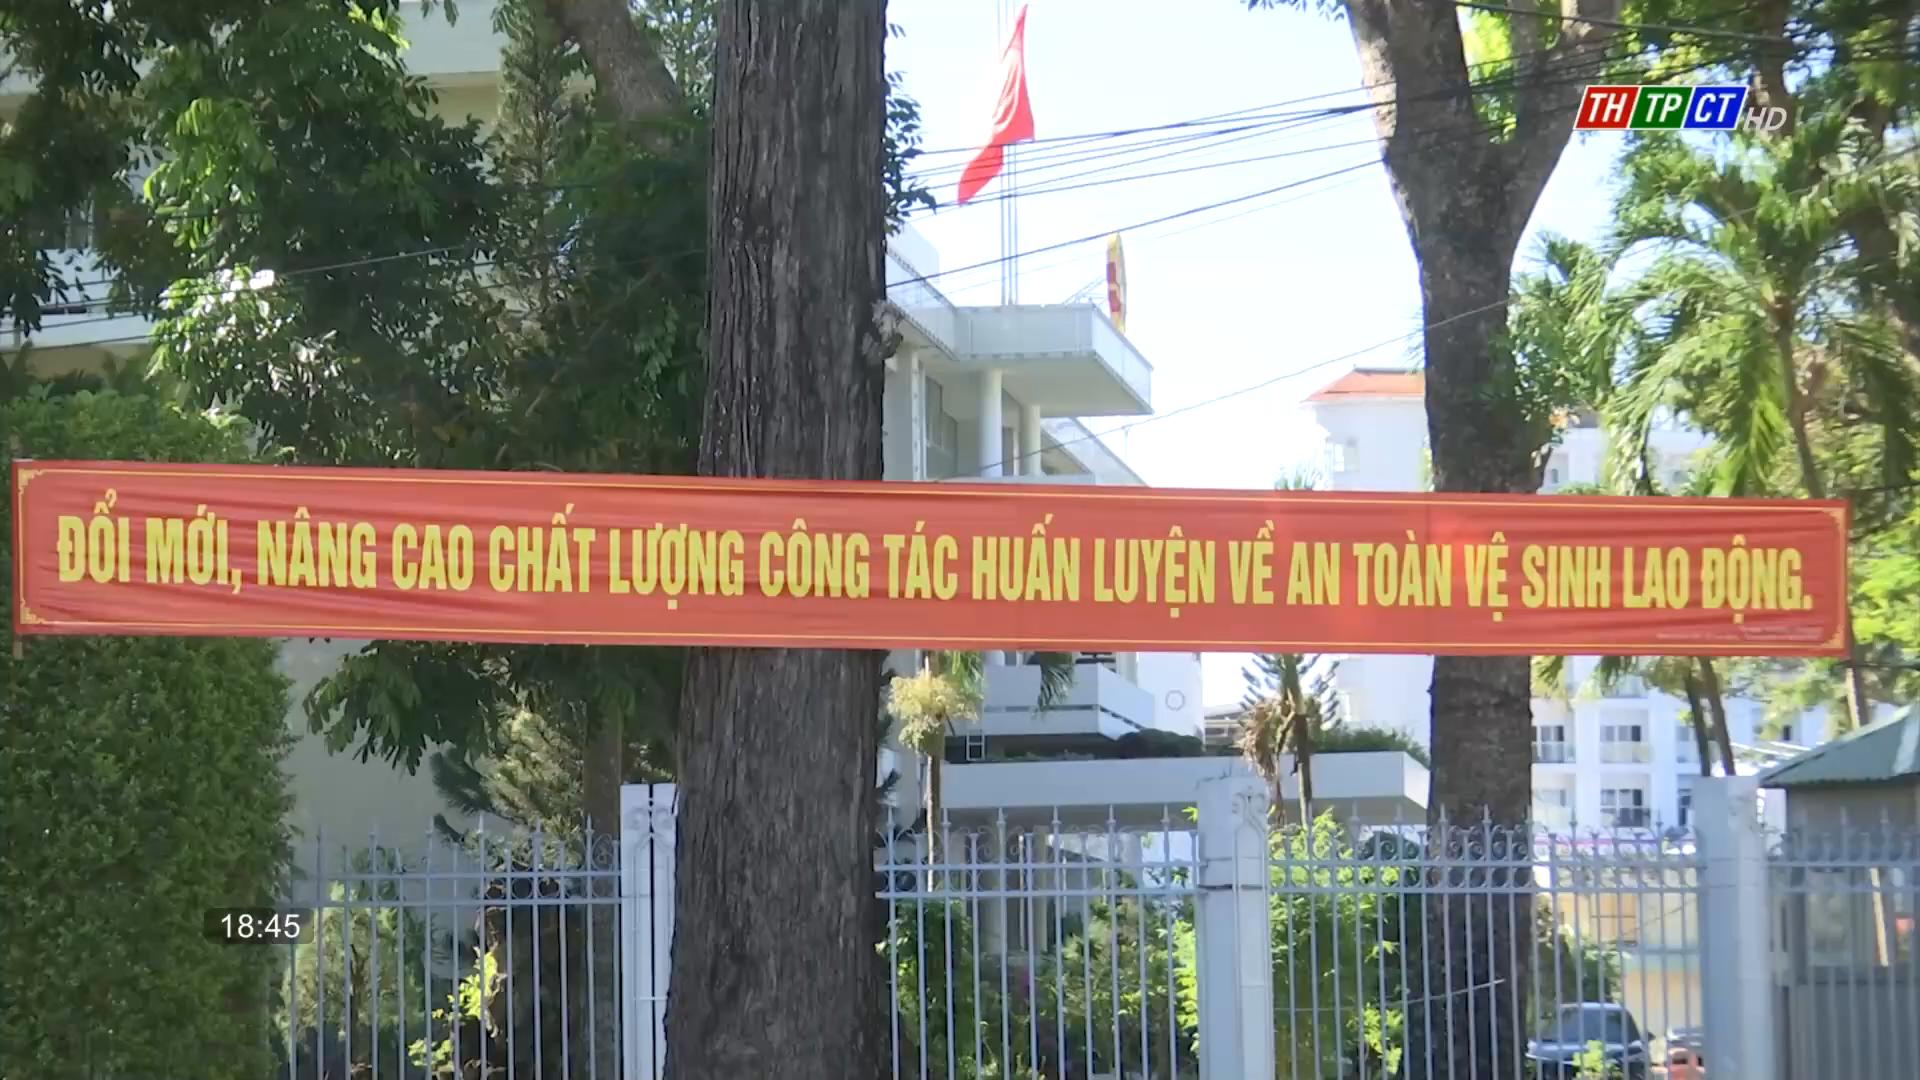 THTPCT HD
ĐỔI MỚI, NÂNG CAO CHẤT LƯỢNG CÔNG TÁC HUẤN LUYỆN VỀ AN TOÀN VỆ SINH LAO ĐỘNG.
18:45